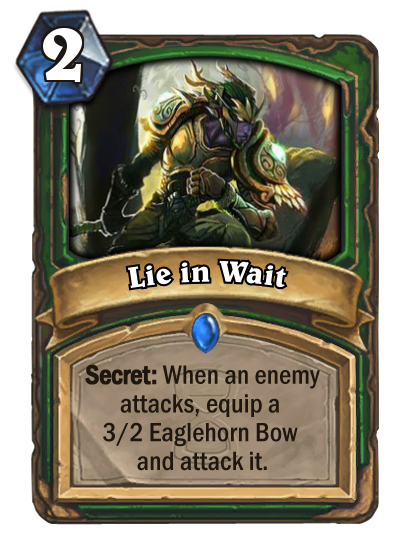 2
Lie in Wait
Secret: When an enemy
attacks, equip a
3/2 Eaglehorn Bow
and attack it.